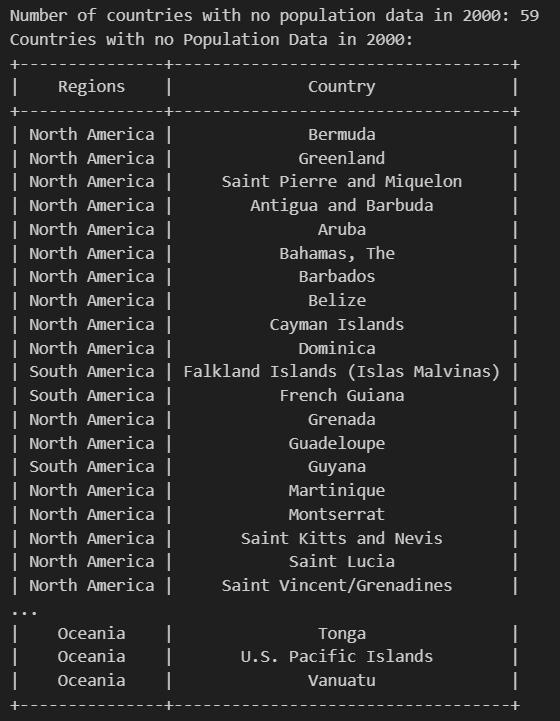 Number of countries with no population data in 2000: 59
Countries with no Population Data in 2000:
+---------------+-----------------------------------+
|    Regions    |              Country              |
+---------------+-----------------------------------+
| North America |              Bermuda              |
| North America |             Greenland             |
| North America |     Saint Pierre and Miquelon     |
| North America |        Antigua and Barbuda        |
| North America |               Aruba               |
| North America |            Bahamas, The           |
| North America |              Barbados             |
| North America |               Belize              |
| North America |           Cayman Islands          |
| North America |              Dominica             |
| South America | Falkland Islands (Islas Malvinas) |
| South America |           French Guiana           |
| North America |              Grenada              |
| North America |             Guadeloupe            |
| South America |               Guyana              |
| North America |             Martinique            |
| North America |             Montserrat            |
| North America |       Saint Kitts and Nevis       |
| North America |            Saint Lucia            |
| North America |     Saint Vincent/Grenadines      |
...
|    Oceania    |               Tonga               |
|    Oceania    |       U.S. Pacific Islands        |
|    Oceania    |              Vanuatu              |
+---------------+-----------------------------------+